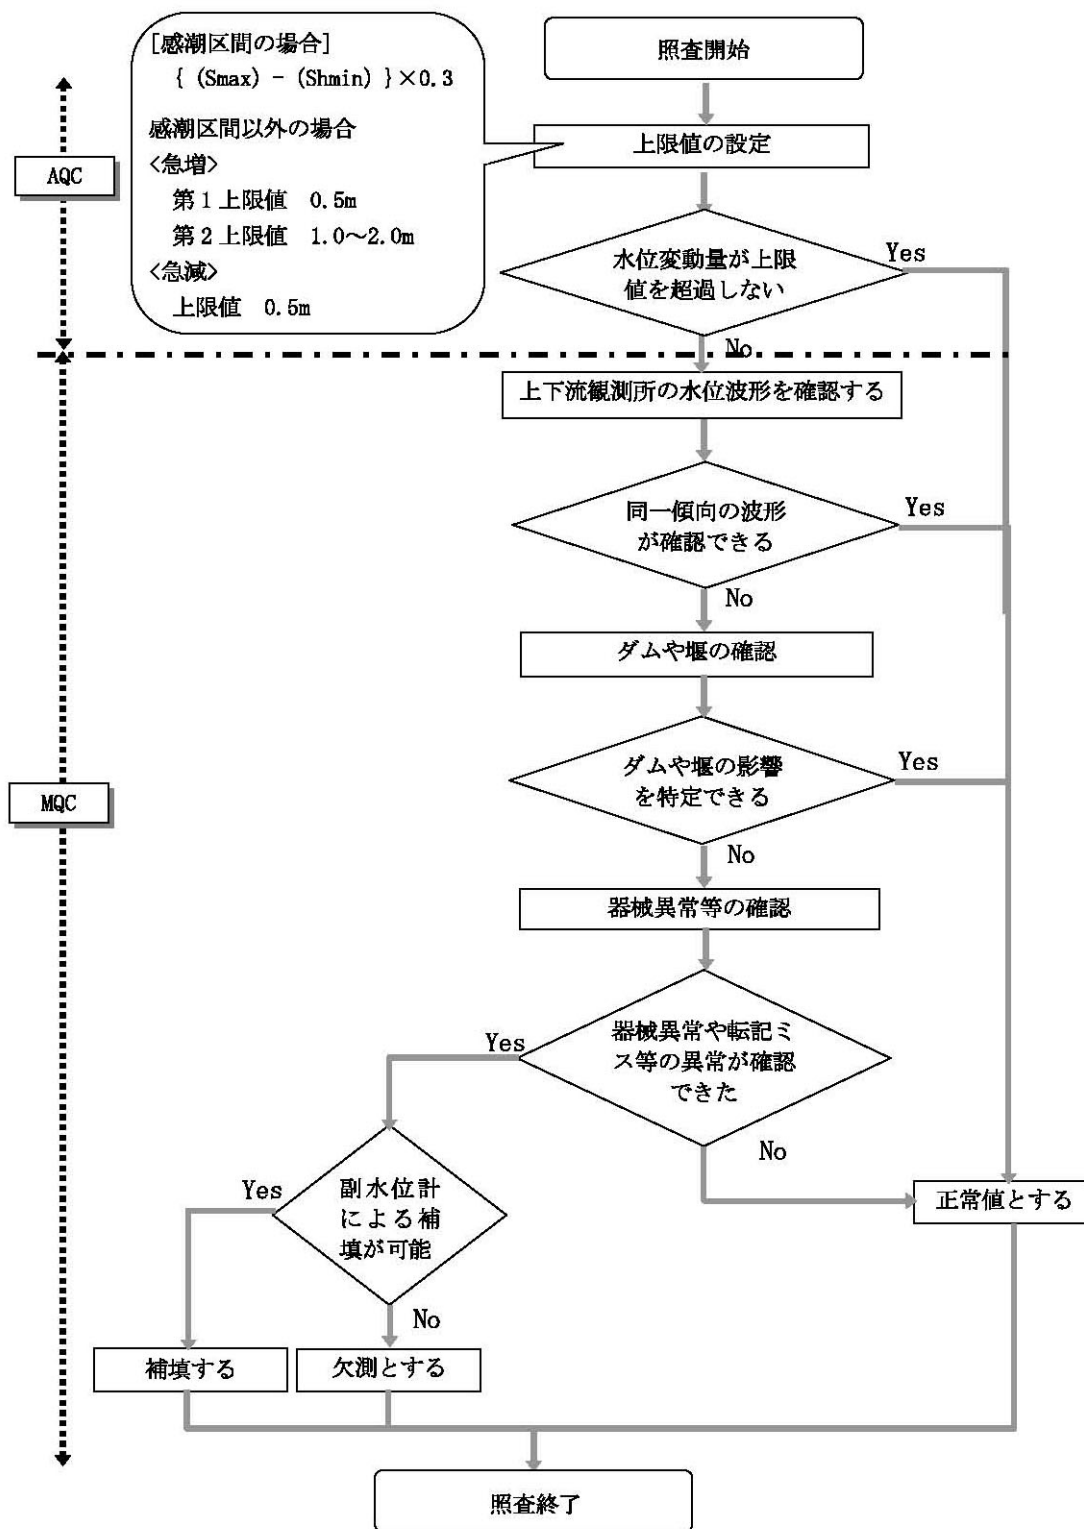 [感潮区間の場合]
{ (Smax) - (Shmin) }×0.3
感潮区間以外の場合
<急増>
第1上限値 0.5m
第2上限値 1.0～2.0m
<急減>
上限値 0.5m
照査開始
上限値の設定
AQC
水位変動量が上限
値を超過しない
Yes
No
上下流観測所の水位波形を確認する
同一傾向の波形
が確認できる
Yes
No
ダムや堰の確認
ダムや堰の影響
を特定できる
Yes
No
MQC
器械異常等の確認
器械異常や転記ミ
ス等の異常が確認
できた
Yes
No
副水位計
による補
填が可能
Yes
No
正常値とする
補填する
欠測とする
照査終了